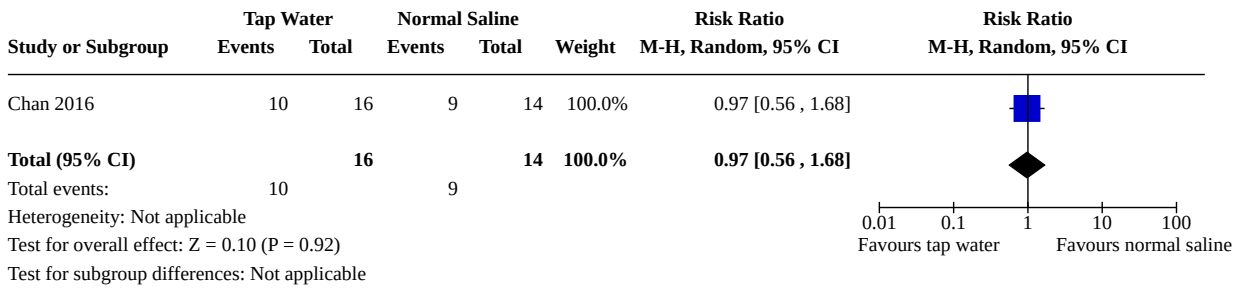 Tap Water Normal Saline Risk Ratio Risk Ratio
Study or Subgroup Events Total Events Total Weight M-H, Random, 95% CI M-H, Random, 95% CI
Chan 2016 10 16 9 14 100.0% 0.97 [0.56 , 1.68]
Total (95% CI) 16 14 100.0% 0.97 [0.56 , 1.68]
Total events: 10 9
Heterogeneity: Not applicable
0.01 0.1 1 10 100
Test for overall effect: Z = 0.10 (P = 0.92) Favours tap water Favours normal saline
Test for subgroup differences: Not applicable